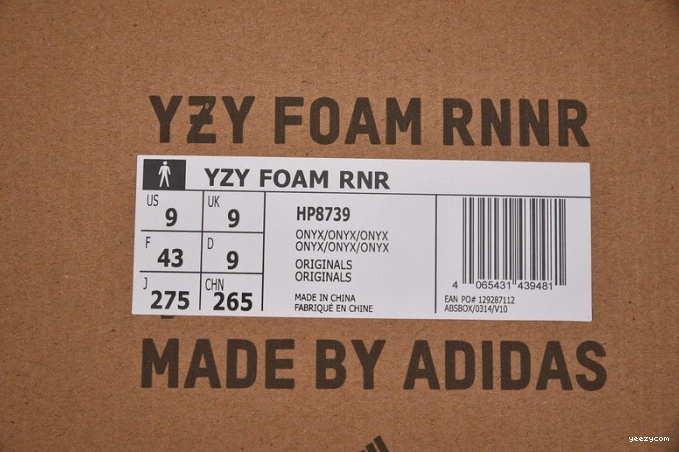 YZY FOAM RNNR
YZY FOAM RNR
US
9
UK
9
F
43
D
9
J
275
CHN
265
HP8739
ONYX/ONYX/ONYX
ONYX/ONYX/ONYX
ORIGINALS
ORIGINALS
MADE IN CHINA
FABRIQUÉ EN CHINE
4 065431 439481
EAN PO# 129287112
ABSBOX/0314/V10
MADE BY ADIDAS
yeezycom